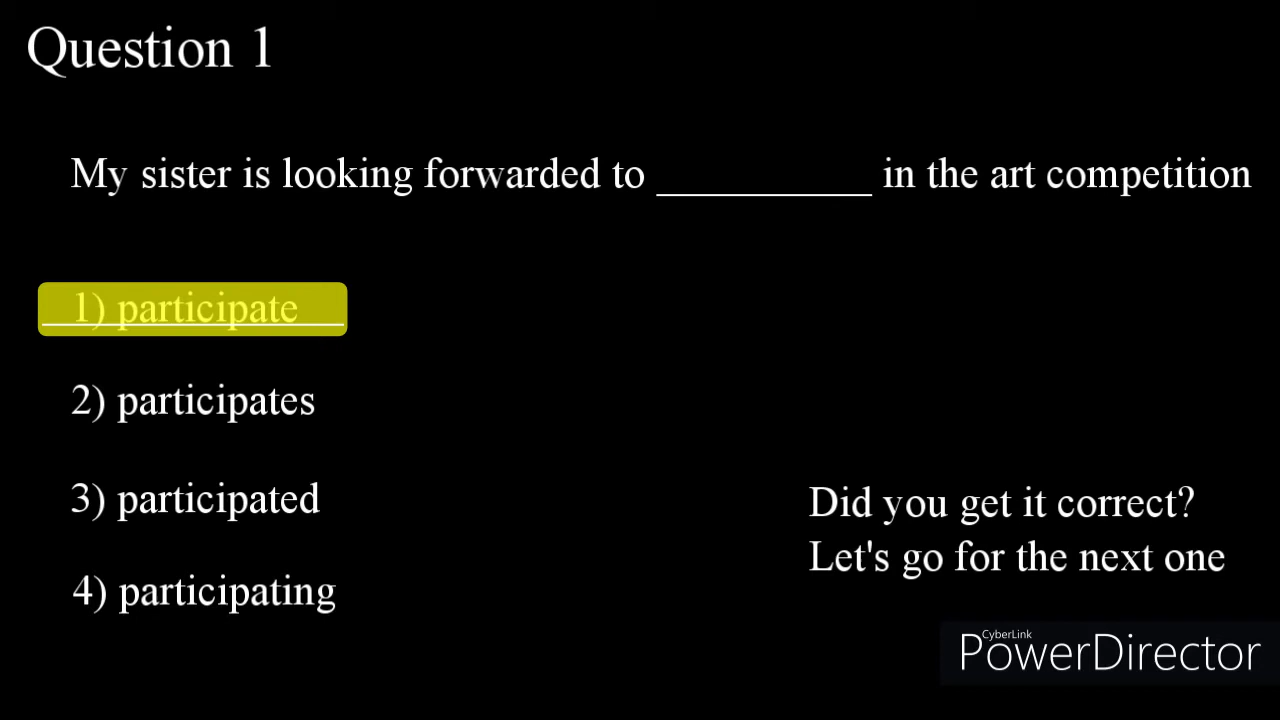 Question 1
My sister is looking forwarded to ___________ in the art competition
1) participate
2) participates
3) participated
4) participating
Did you get it correct?
Let's go for the next one
CyberLink
PowerDirector